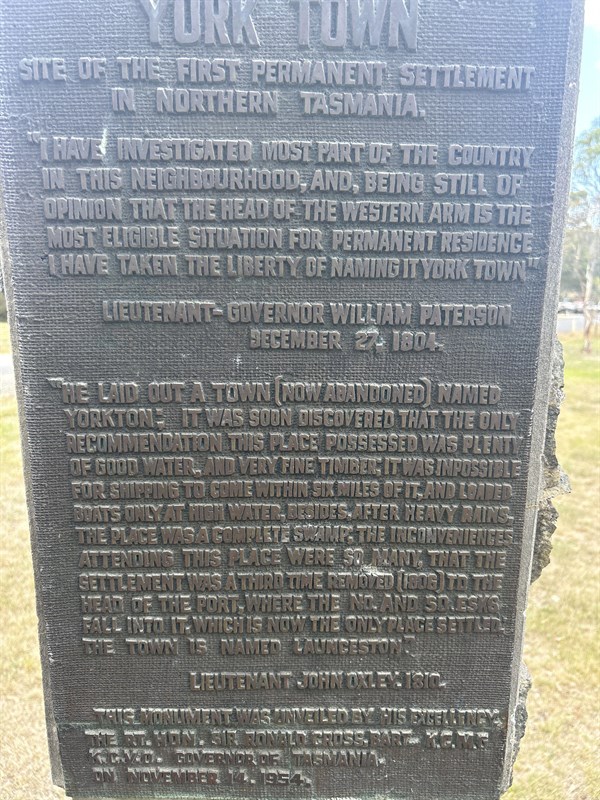 YORK TOWN
SITE OF THE FIRST PERMANENT SETTLEMENT
IN NORTHERN TASMANIA.
"I HAVE INVESTIGATED MOST PART OF THE COUNTRY
IN THIS NEIGHBOURHOOD, AND, BEING STILL OF
OPINION THAT THE HEAD OF THE WESTERN ARM IS THE
MOST ELIGIBLE SITUATION FOR PERMANENT RESIDENCE
I HAVE TAKEN THE LIBERTY OF NAMING IT YORK TOWN"
LIEUTENANT-GOVERNOR WILLIAM PATERSON
DECEMBER 27. 1804.
"HE LAID OUT A TOWN (NOW ABANDONED) NAMED
YORKTON": IT WAS SOON DISCOVERED THAT THE ONLY
RECOMMENDATION THIS PLACE POSSESSED WAS PLENTY
OF GOOD WATER, AND VERY FINE TIMBER; IT WAS INPOSSIBLE
FOR SHIPPING TO COME WITHIN SIX MILES OF IT, AND LOADED
BOATS ONLY AT HIGH WATER, BESIDES, AFTER HEAVY RAINS.
THE PLACE WAS A COMPLETE SWAMP; THE INCONVENIENCES
ATTENDING THIS PLACE WERE SO MANY, THAT THE
SETTLEMENT WAS A THIRD TIME REMOVED (1806) TO THE
HEAD OF THE PORT, WHERE THE NO. AND SO. ESKS
FALL INTO IT, WHICH IS NOW THE ONLY PLACE SETTLED.
THE TOWN IS NAMED LAUNCESTON."
LIEUTENANT JOHN OXLEY. 1810.
THIS MONUMENT WAS UNVEILED BY HIS EXCELLENCY.
THE RT. HON. SIR RONALD CROSS, BART- K.C.M.G
K.C.V.O. GOVERNOR OF TASMANIA.
ON NOVEMBER 14. 1954.